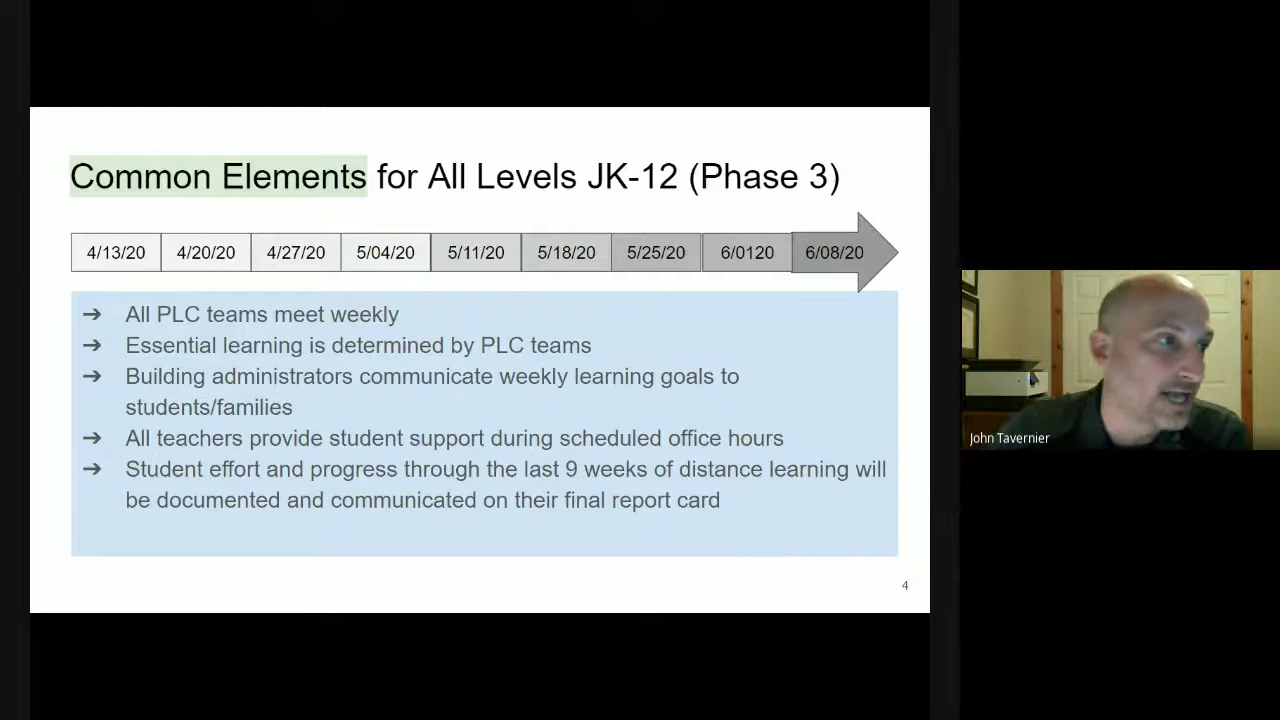 Common Elements for All Levels JK-12 (Phase 3)
4/13/20 4/20/20 4/27/20 5/04/20 5/11/20 5/18/20 5/25/20 6/0120 6/08/20
➔ All PLC teams meet weekly
➔ Essential learning is determined by PLC teams
➔ Building administrators communicate weekly learning goals to
students/families
➔ All teachers provide student support during scheduled office hours
➔ Student effort and progress through the last 9 weeks of distance learning will
be documented and communicated on their final report card
4
John Tavernier